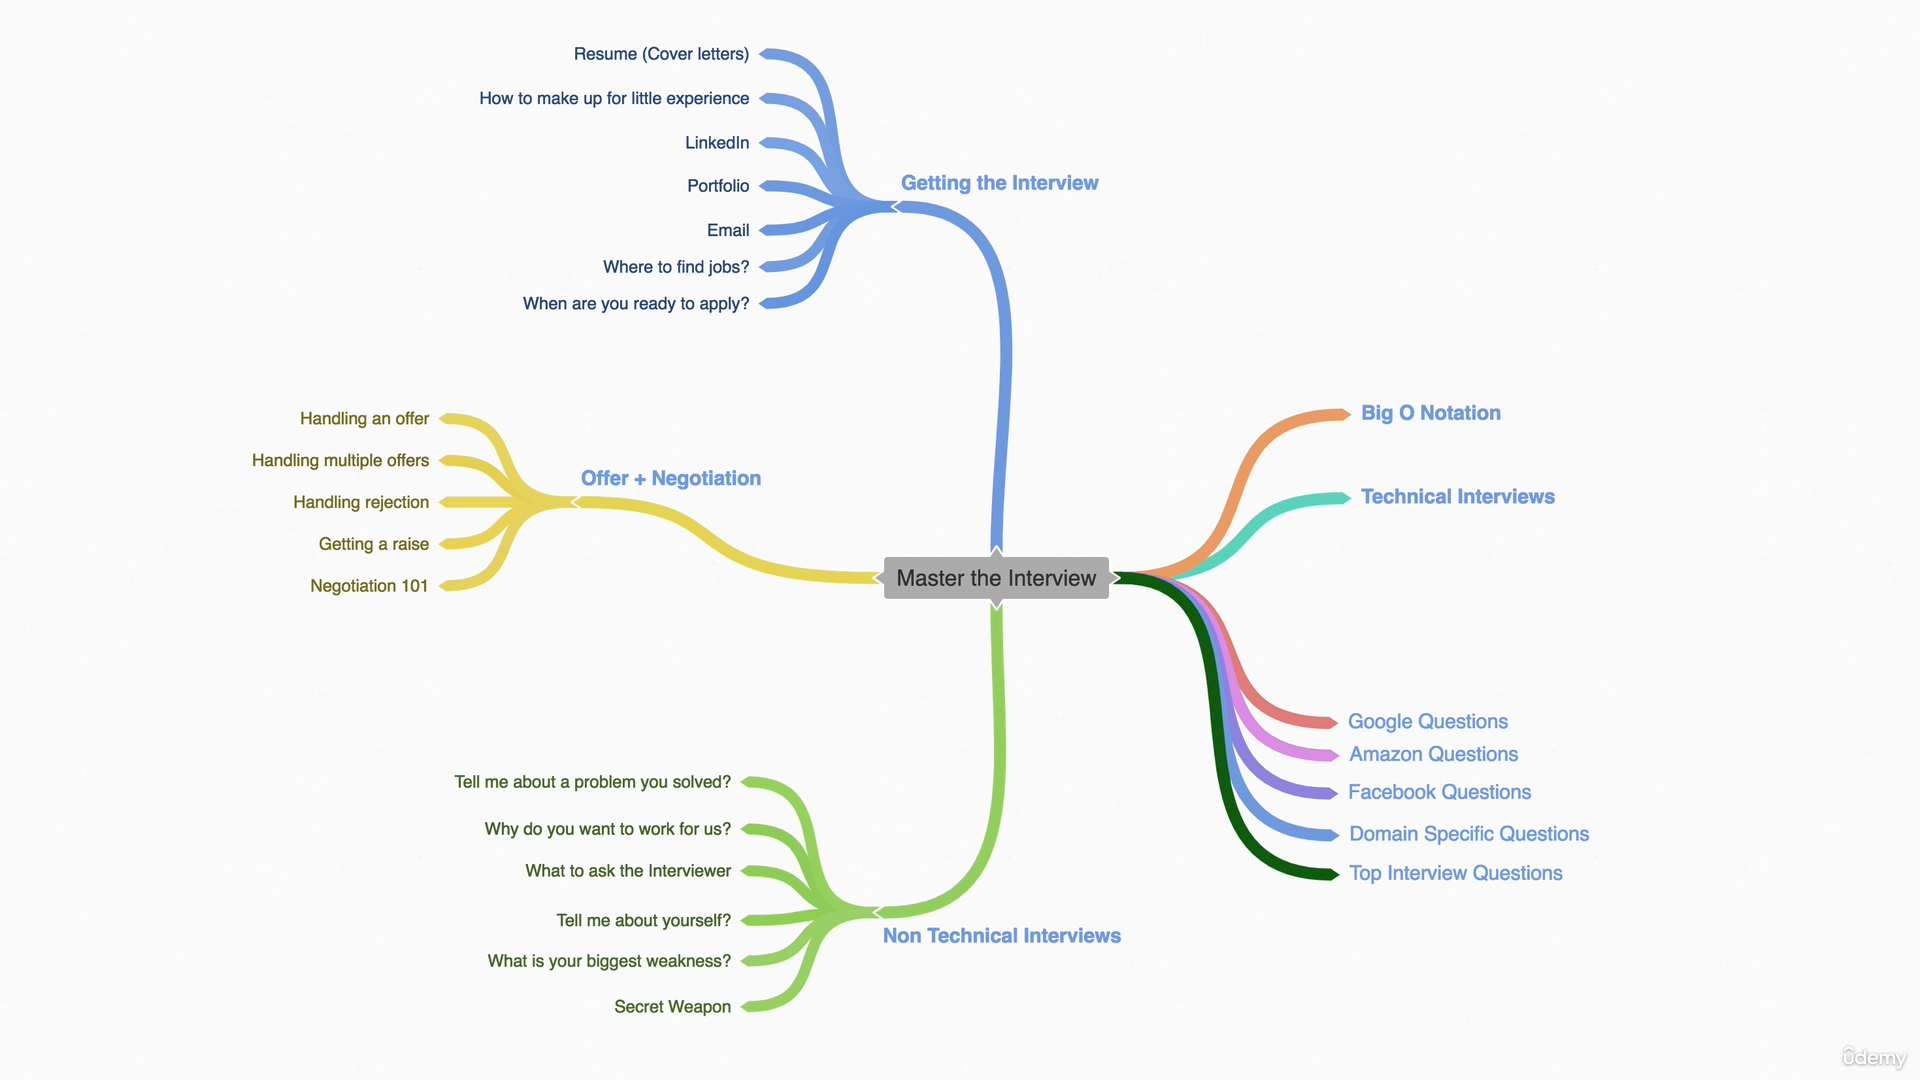 Resume (Cover letters)
How to make up for little experience
LinkedIn
Portfolio
Email
Where to find jobs?
When are you ready to apply?
Getting the Interview
Handling an offer
Handling multiple offers
Handling rejection
Getting a raise
Negotiation 101
Offer + Negotiation
Master the Interview
Big O Notation
Technical Interviews
Google Questions
Amazon Questions
Facebook Questions
Domain Specific Questions
Top Interview Questions
Tell me about a problem you solved?
Why do you want to work for us?
What to ask the Interviewer
Tell me about yourself?
What is your biggest weakness?
Secret Weapon
Non Technical Interviews
ûdemy